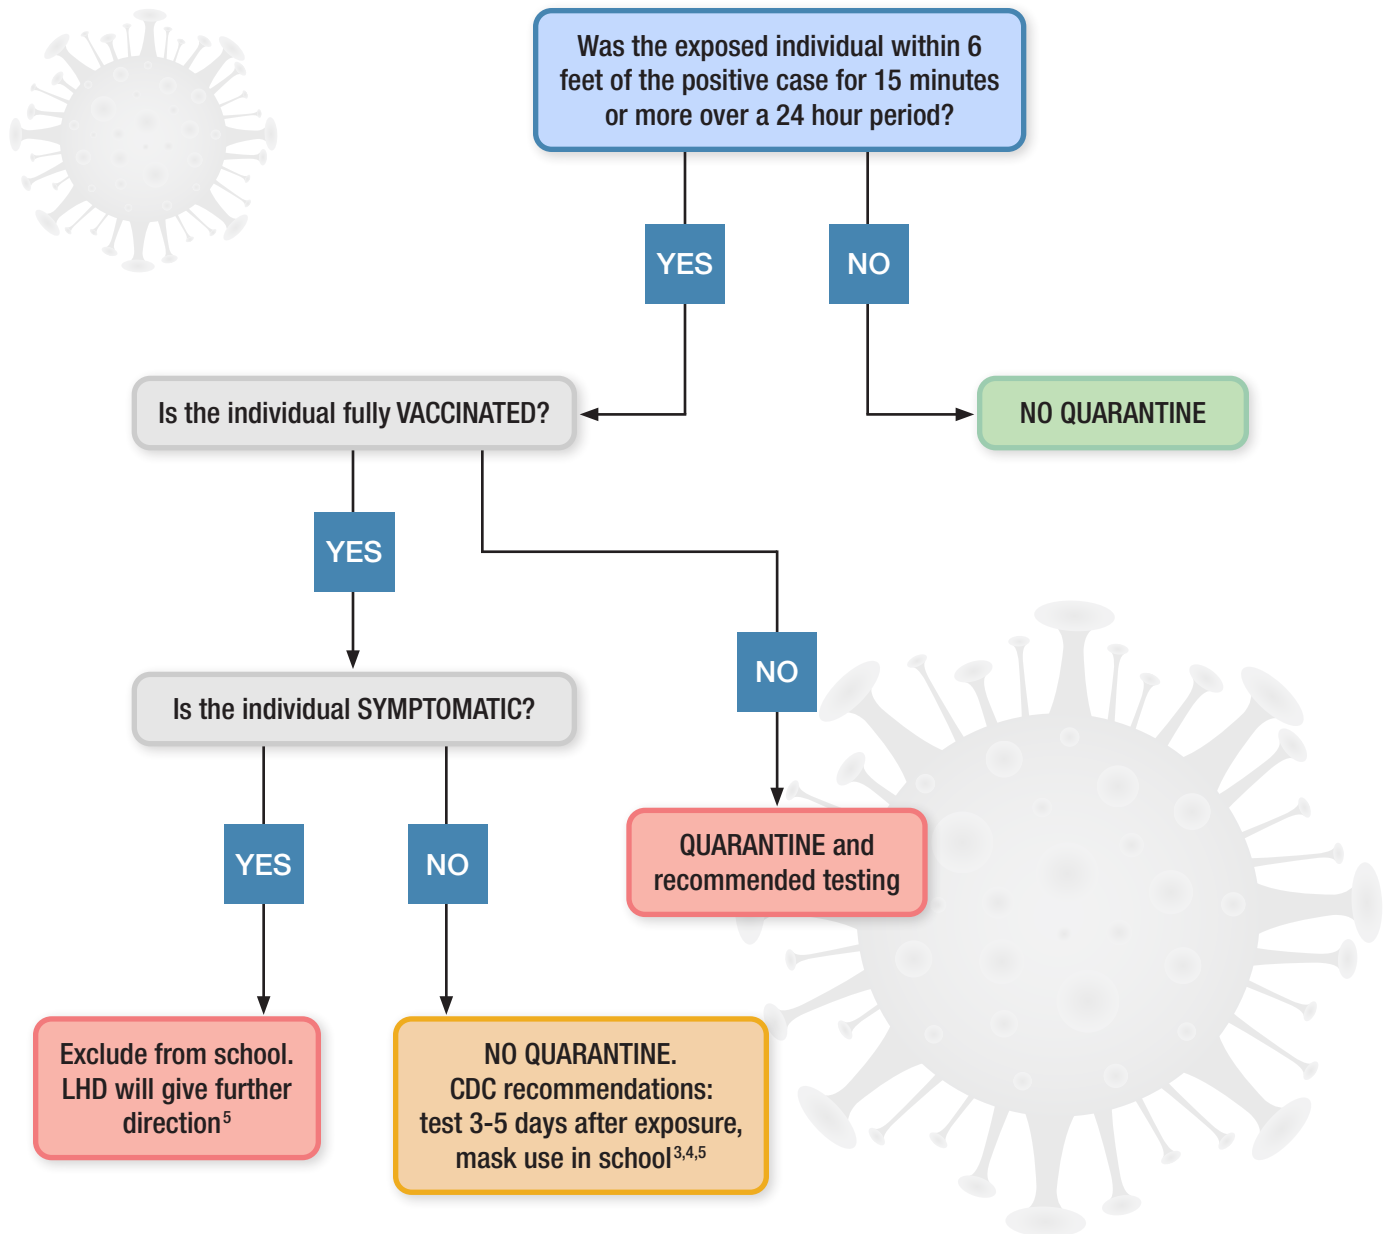 Was the exposed individual within 6
feet of the positive case for 15 minutes
or more over a 24 hour period?
YES
NO
Is the individual fully VACCINATED?
NO QUARANTINE
YES
NO
Is the individual SYMPTOMATIC?
QUARANTINE and
recommended testing
YES
NO
Exclude from school.
LHD will give further
direction5
NO QUARANTINE.
CDC recommendations:
test 3-5 days after exposure,
mask use in school3,4,5